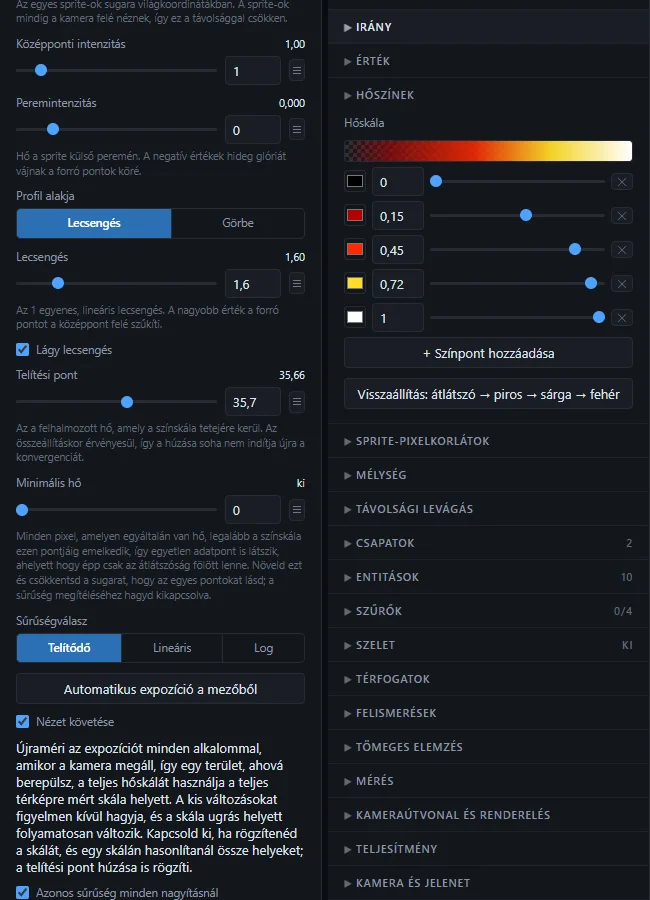 Az egyes sprite-ok sugara világkoordinátákban. A sprite-ok
mindig a kamera felé néznek, így ez a távolsággal csökken.
Középponti intenzitás 1,00
1
Peremintenzitás 0,000
0
Hő a sprite külső peremén. A negatív értékek hideg glóriát
vájnak a forró pontok köré.
Profil alakja
Lecsengés Görbe
Lecsengés 1,60
1,6
Az 1 egyenes, lineáris lecsengés. A nagyobb érték a forró
pontot a középpont felé szűkíti.
Lágy lecsengés
Telítési pont 35,66
35,7
Az a felhalmozott hő, amely a színskála tetejére kerül. Az
összeállításkor érvényesül, így a húzása soha nem indítja újra a
konvergenciát.
Minimális hő ki
0
Minden pixel, amelyen egyáltalán van hő, legalább a színskála
ezen pontjáig emelkedik, így egyetlen adatpont is látszik,
ahelyett hogy épp csak az átlátszóság fölött lenne. Növeld ezt
és csökkentsd a sugarat, hogy az egyes pontokat lásd; a
sűrűség megítéléséhez hagyd kikapcsolva.
Sűrűségválasz
Telítődő Lineáris Log
Automatikus expozíció a mezőből
Nézet követése
Újraméri az expozíciót minden alkalommal,
amikor a kamera megáll, így egy terület, ahová
berepülsz, a teljes hőskálát használja a teljes
térképre mért skála helyett. A kis változásokat
figyelmen kívül hagyja, és a skála ugrás helyett
folyamatosan változik. Kapcsold ki, ha rögzítenéd
a skálát, és egy skálán hasonlítanál össze helyeket;
a telítési pont húzása is rögzíti.
Azonos sűrűség minden nagyításnál
IRÁNY
ÉRTÉK
HŐSZÍNEK
Hőskála
0
0,15
0,45
0,72
1
+ Színpont hozzáadása
Visszaállítás: átlátszó → piros → sárga → fehér
SPRITE-PIXELKORLÁTOK
MÉLYSÉG
TÁVOLSÁGI LEVÁGÁS
CSAPATOK 2
ENTITÁSOK 10
SZŰRŐK 0/4
SZELET KI
TÉRFOGATOK
FELISMERÉSEK
TÖMEGES ELEMZÉS
MÉRÉS
KAMERAÚTVONAL ÉS RENDERELÉS
TELJESÍTMÉNY
KAMERA ÉS JELENET